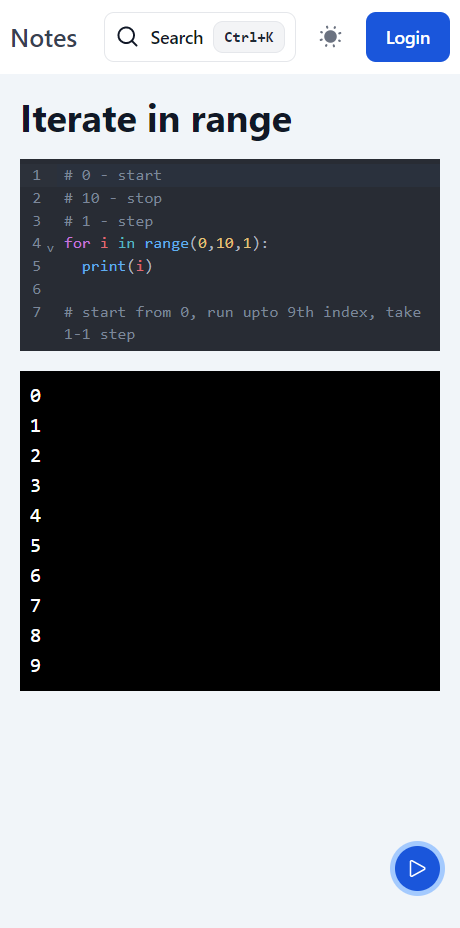 Notes Search Ctrl+K Login
Iterate in range
1 # 0 - start
2 # 10 - stop
3 # 1 - step
4 for i in range(0,10,1):
5 print(i)
6
7 # start from 0, run upto 9th index, take
1-1 step
0
1
2
3
4
5
6
7
8
9